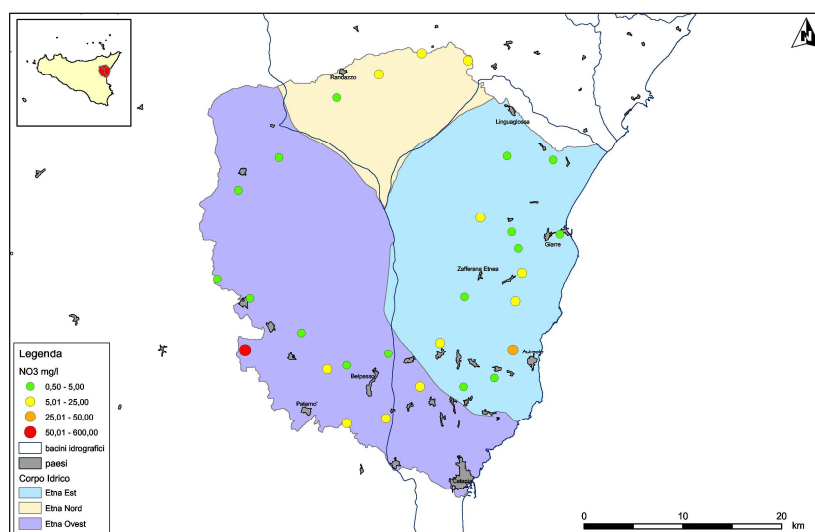 N
Randazzo
Linguaglossa
Giarre
Zafferana Etnea
Acireale
Belpasso
Paterno'
Catania
Legenda
NO3 mg/l
0,50 - 5,00
5,01 - 25,00
25,01 - 50,00
50,01 - 600,00
bacini idrografici
paesi
Corpo Idrico
Etna Est
Etna Nord
Etna Ovest
0 10 20
km